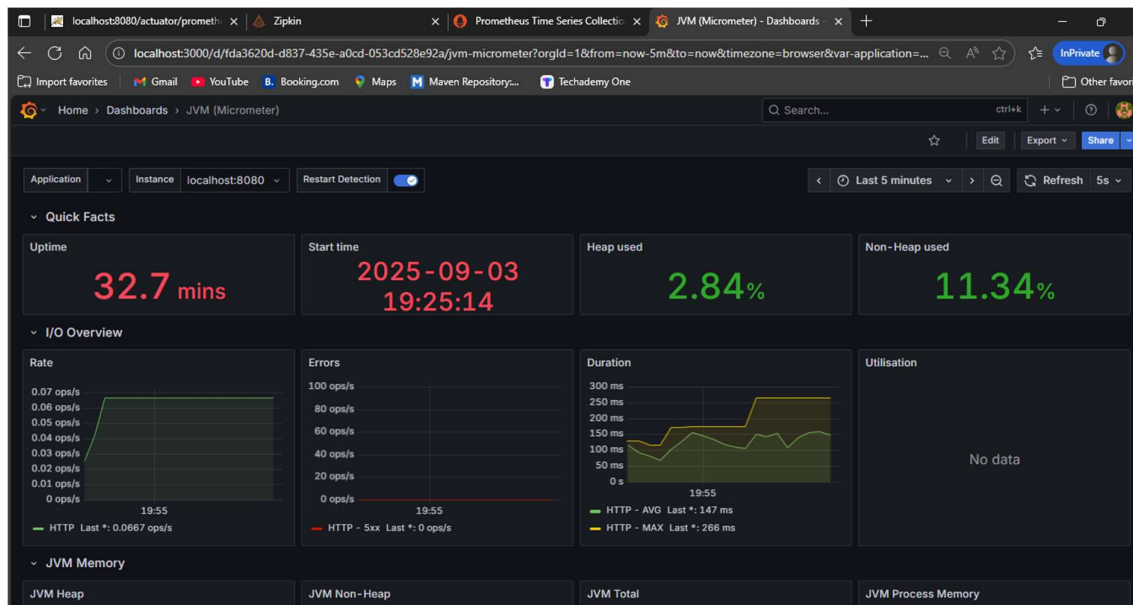 localhost:8080/actuator/prometh
Zipkin
Prometheus Time Series Collectio
JVM (Micrometer) - Dashboards -
localhost:3000/d/fda3620d-d837-435e-a0cd-053cd528e92a/jvm-micrometer?orgId=1&from=now-5m&to=now&timezone=browser&var-application=...
InPrivate
Import favorites
Gmail
YouTube
B. Booking.com
Maps
Maven Repository:...
Techademy One
Other favori
Home > Dashboards > JVM (Micrometer)
Search...
ctrl+k
Edit
Export
Share
Application
Instance
localhost:8080
Restart Detection
Last 5 minutes
Refresh
5s
Quick Facts
Uptime
32.7 mins
Start time
2025-09-03
19:25:14
Heap used
2.84%
Non-Heap used
11.34%
I/O Overview
Rate
0.07 ops/s
0.06 ops/s
0.05 ops/s
0.04 ops/s
0.03 ops/s
0.02 ops/s
0.01 ops/s
0 ops/s
19:55
HTTP Last *: 0.0667 ops/s
Errors
100 ops/s
80 ops/s
60 ops/s
40 ops/s
20 ops/s
0 ops/s
19:55
HTTP - 5xx Last *: 0 ops/s
Duration
300 ms
250 ms
200 ms
150 ms
100 ms
50 ms
0 s
19:55
HTTP - AVG Last *: 147 ms
HTTP - MAX Last *: 266 ms
Utilisation
No data
JVM Memory
JVM Heap
JVM Non-Heap
JVM Total
JVM Process Memory